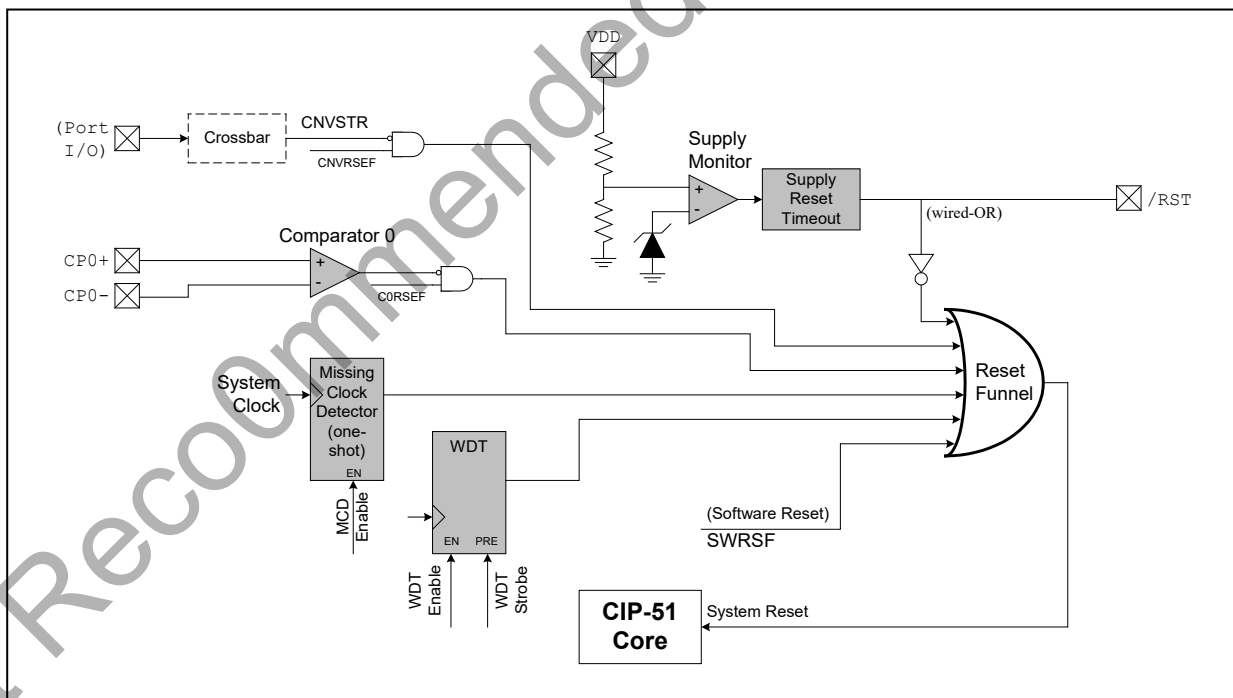 VDD
(Port
I/O)
Crossbar
CNVSTR
CNVRSEF
Supply
Monitor
+
-
Supply
Reset
Timeout
(wired-OR)
/RST
Comparator 0
CP0+
CP0-
+
-
C0RSEF
System
Clock
Missing
Clock
Detector
(one-
shot)
EN
MCD
Enable
WDT
EN
PRE
WDT
Enable
WDT
Strobe
Reset
Funnel
(Software Reset)
SWRSF
CIP-51
Core
System Reset
Reco0mmended